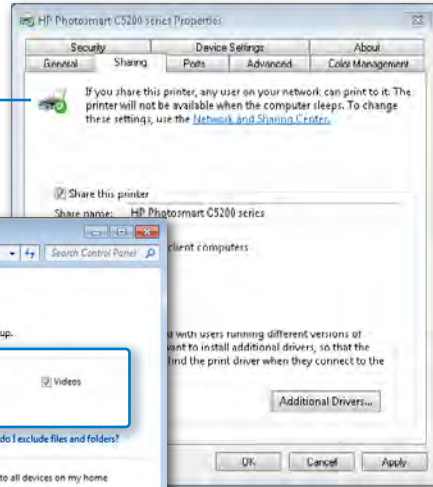 HP Photosmart C5200 series Properties
Security Device Settings About
General Sharing Ports Advanced Color Management
If you share this printer, any user on your network can print to it. The
printer will not be available when the computer sleeps. To change
these settings, use the Network and Sharing Center.
Share this printer
Share name: HP Photosmart C5200 series
client computers
with users running different versions of
want to install additional drivers, so that the
find the print driver when they connect to the
Additional Drivers...
OK Cancel Apply
Search Control Panel
up.
Videos
do I exclude files and folders?
to all devices on my home